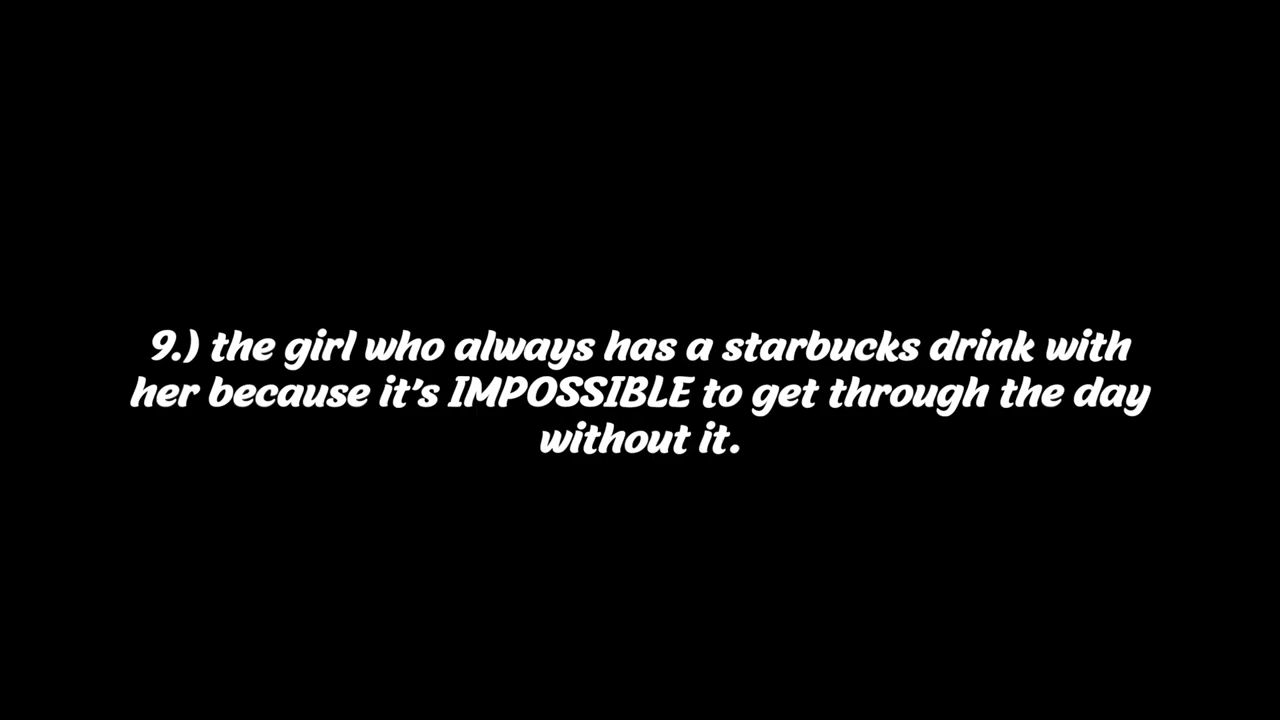 9.) the girl who always has a starbucks drink with
her because it's IMPOSSIBLE to get through the day
without it.